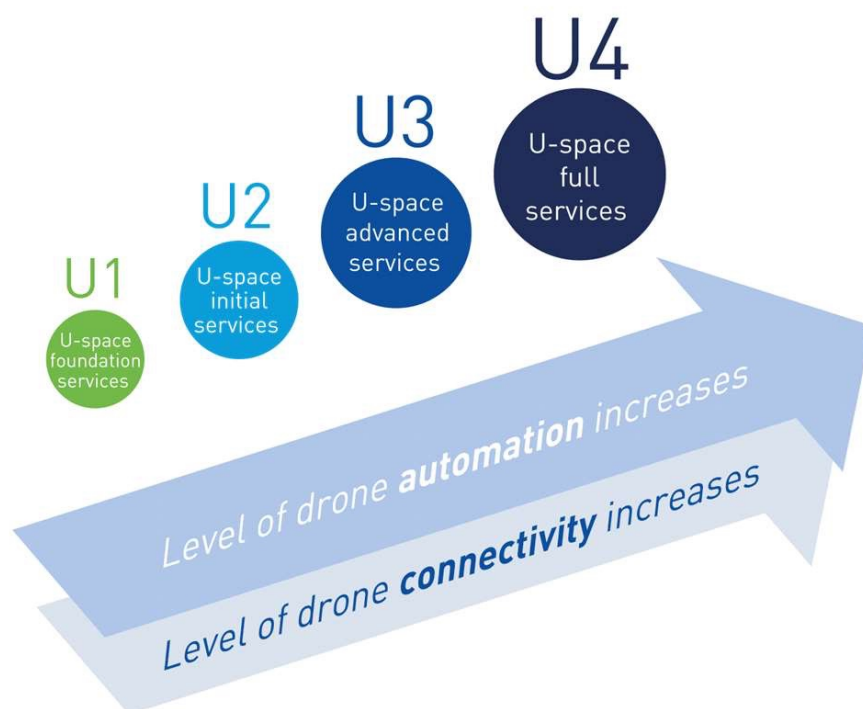 U4
U-space
full
services
U3
U-space
advanced
services
U2
U-space
initial
services
U1
U-space
foundation
services
Level of drone automation increases
Level of drone connectivity increases